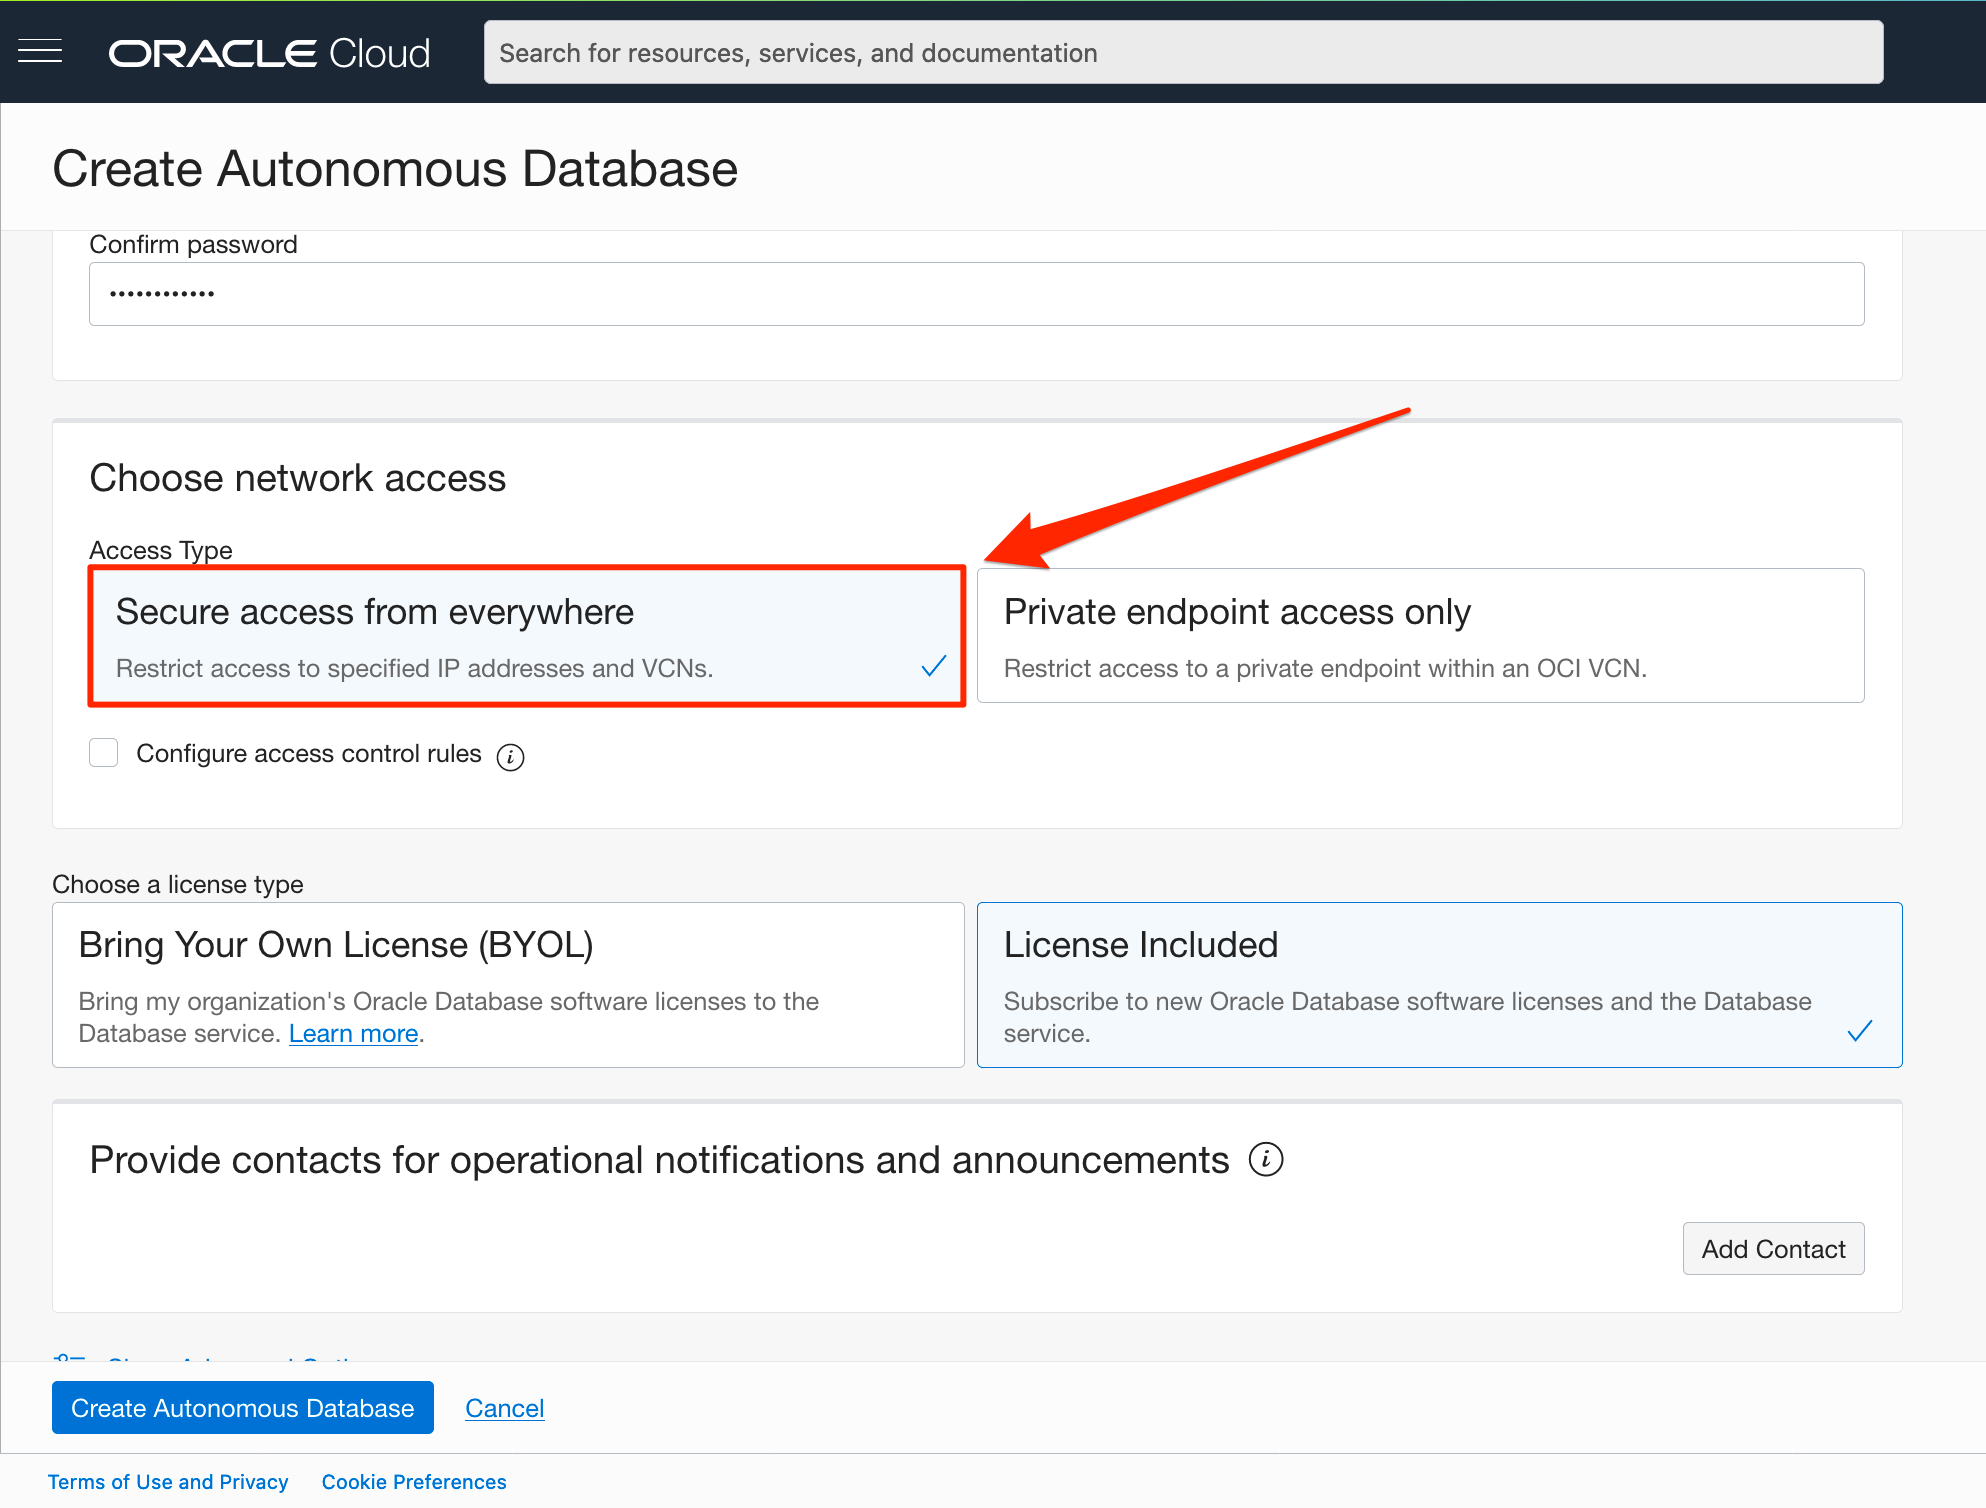 ORACLE Cloud
Search for resources, services, and documentation
Create Autonomous Database
Confirm password
••••••••••••
Choose network access
Access Type
Secure access from everywhere
Restrict access to specified IP addresses and VCNs.
Private endpoint access only
Restrict access to a private endpoint within an OCI VCN.
Configure access control rules
Choose a license type
Bring Your Own License (BYOL)
Bring my organization's Oracle Database software licenses to the
Database service. Learn more.
License Included
Subscribe to new Oracle Database software licenses and the Database
service.
Provide contacts for operational notifications and announcements
Add Contact
Create Autonomous Database
Cancel
Terms of Use and Privacy
Cookie Preferences